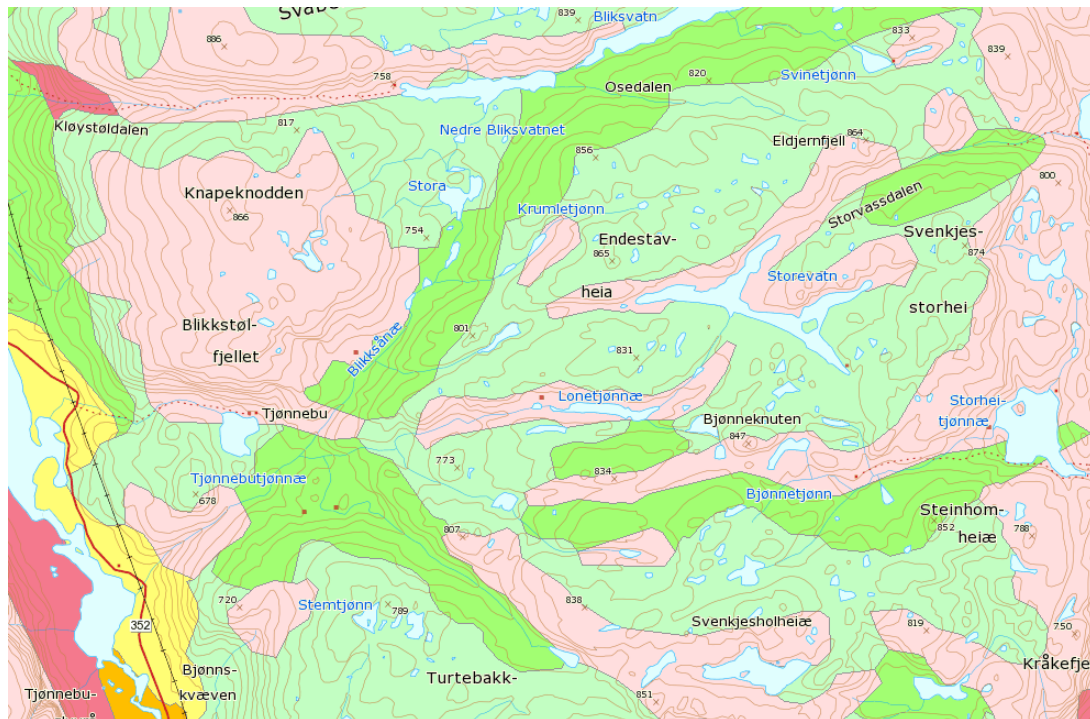 839
Bliksvatn
886
833
839
758
820
Svinetjønn
Osedalen
Kløystøldalen
817
Nedre Bliksvatnet
856
Eldjernfjell
864
Knapeknodden
Stora
800
866
Krumletjønn
Storvassdalen
754
Endestav-
Svenkjes-
865
874
Storevatn
heia
storhei
Blikkstøl-
fjellet
Blikksånæ
801
831
Lonetjønnæ
Storhei-
tjønnæ
Tjønnebu
Bjønneknuten
847
773
834
Tjønnebutjønnæ
678
Bjønnetjønn
Steinhom-
heiæ
852
788
807
720
Stemtjønn
789
838
352
Svenkjesholheiæ
819
750
Bjønns-
kvæven
Turtebakk-
Kråkefje
Tjønnebu-
851